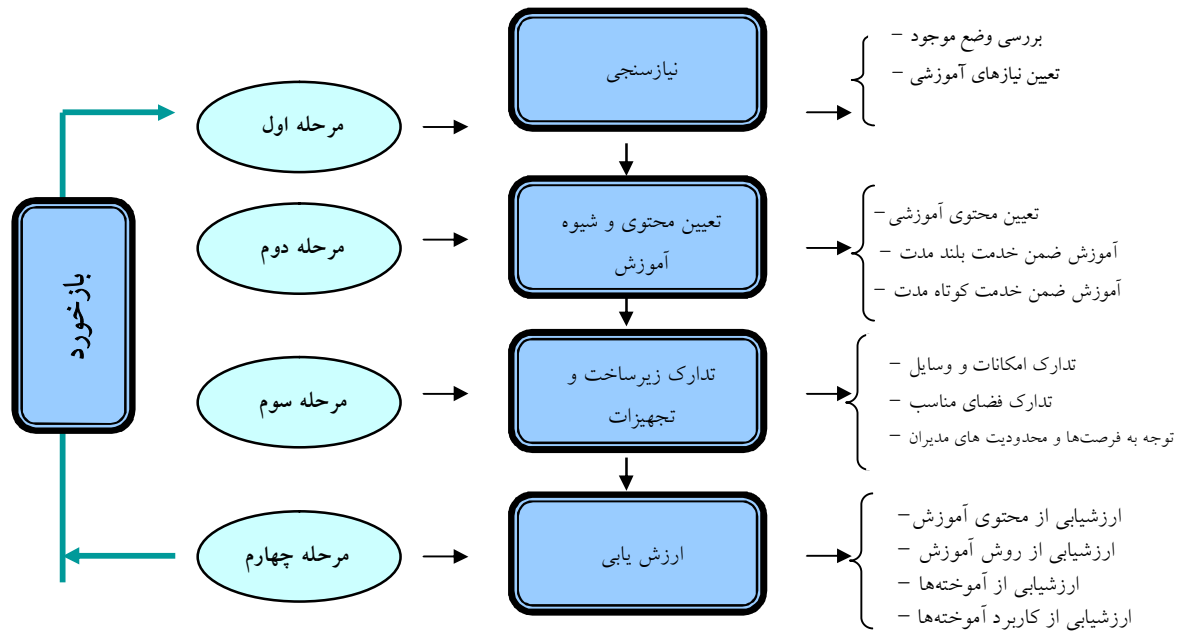 بازخورد
مرحله اول
نیازسنجی
بررسی وضع موجود –
تعیین نیازهای آموزشی –
مرحله دوم
تعیین محتوی و شیوه
آموزش
تعیین محتوی آموزشی –
آموزش ضمن خدمت بلند مدت –
آموزش ضمن خدمت کوتاه مدت –
مرحله سوم
تدارک زیرساخت و
تجهیزات
تدارک امکانات و وسایل –
تدارک فضای مناسب –
توجه به فرصت‌ها و محدودیت های مدیران –
مرحله چهارم
ارزش یابی
ارزشیابی از محتوی آموزش –
ارزشیابی از روش آموزش –
ارزشیابی از آموخته‌ها –
ارزشیابی از کاربرد آموخته‌ها –